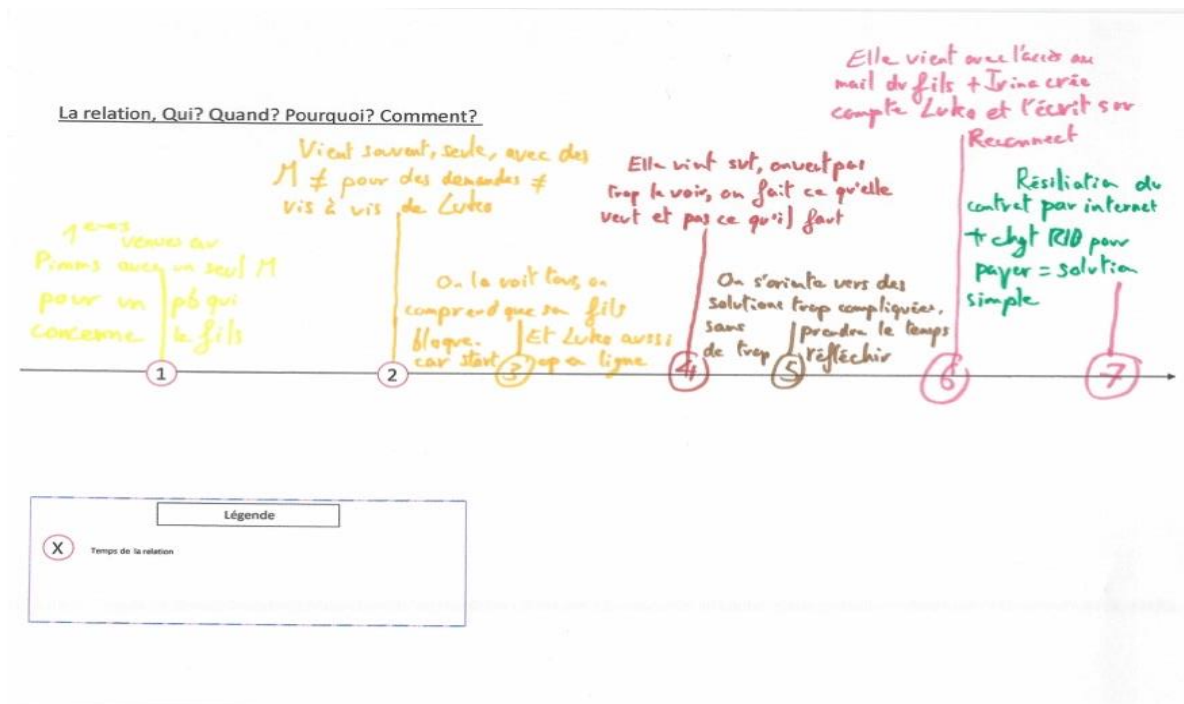 La relation, Qui? Quand? Pourquoi? Comment?
1ères venues au
Pimms avec un seul M
pour un pb qui
concerne le fils
1
Vient souvent, seule, avec des
M ≠ pour des demandes ≠
vis à vis de Luko
2
On la voit tous, on
comprend que son fils
bloque. Et Luko aussi
car start up en ligne
3
Elle vient svt, on veut pas
trop la voir, on fait ce qu'elle
veut et pas ce qu'il faut
4
On s'oriente vers des
solutions trop compliquées,
sans prendre le temps
de trop réfléchir
5
Elle vient avec l'accès au
mail du fils + Irina crée
compte Luko et l'écrit sur
Reconnect
6
Résiliation du
contrat par internet
+ chgt RIB pour
payer = solution
simple
7
Légende
X Temps de la relation